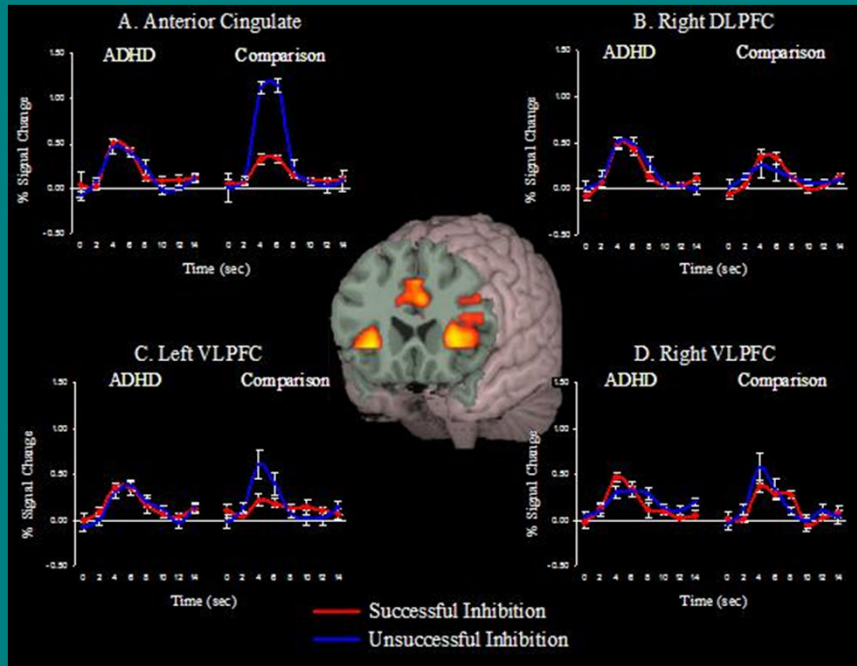 A. Anterior Cingulate
ADHD Comparison
% Signal Change
1.50
1.00
0.50
0.00
-0.50
0 2 4 6 8 10 12 14 0 2 4 6 8 10 12 14
Time (sec)
B. Right DLPFC
ADHD Comparison
% Signal Change
1.50
1.00
0.50
0.00
-0.50
0 2 4 6 8 10 12 14 0 2 4 6 8 10 12 14
Time (sec)
C. Left VLPFC
ADHD Comparison
% Signal Change
1.50
1.00
0.50
0.00
-0.50
0 2 4 6 8 10 12 14 0 2 4 6 8 10 12 14
Time (sec)
D. Right VLPFC
ADHD Comparison
% Signal Change
1.50
1.00
0.50
0.00
-0.50
0 2 4 6 8 10 12 14 0 2 4 6 8 10 12 14
Time (sec)
Successful Inhibition
Unsuccessful Inhibition